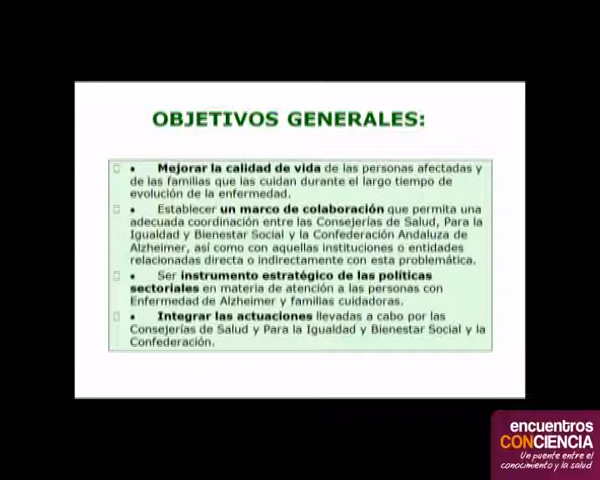 OBJETIVOS GENERALES:
• Mejorar la calidad de vida de las personas afectadas y
de las familias que las cuidan durante el largo tiempo de
evolución de la enfermedad.
• Establecer un marco de colaboración que permita una
adecuada coordinación entre las Consejerías de Salud, Para la
Igualdad y Bienestar Social y la Confederación Andaluza de
Alzheimer, así como con aquellas instituciones o entidades
relacionadas directa o indirectamente con esta problemática.
• Ser instrumento estratégico de las políticas
sectoriales en materia de atención a las personas con
Enfermedad de Alzheimer y familias cuidadoras.
• Integrar las actuaciones llevadas a cabo por las
Consejerías de Salud y Para la Igualdad y Bienestar Social y la
Confederación.
encuentros
CONCIENCIA
Un puente entre el
conocimiento y la salud